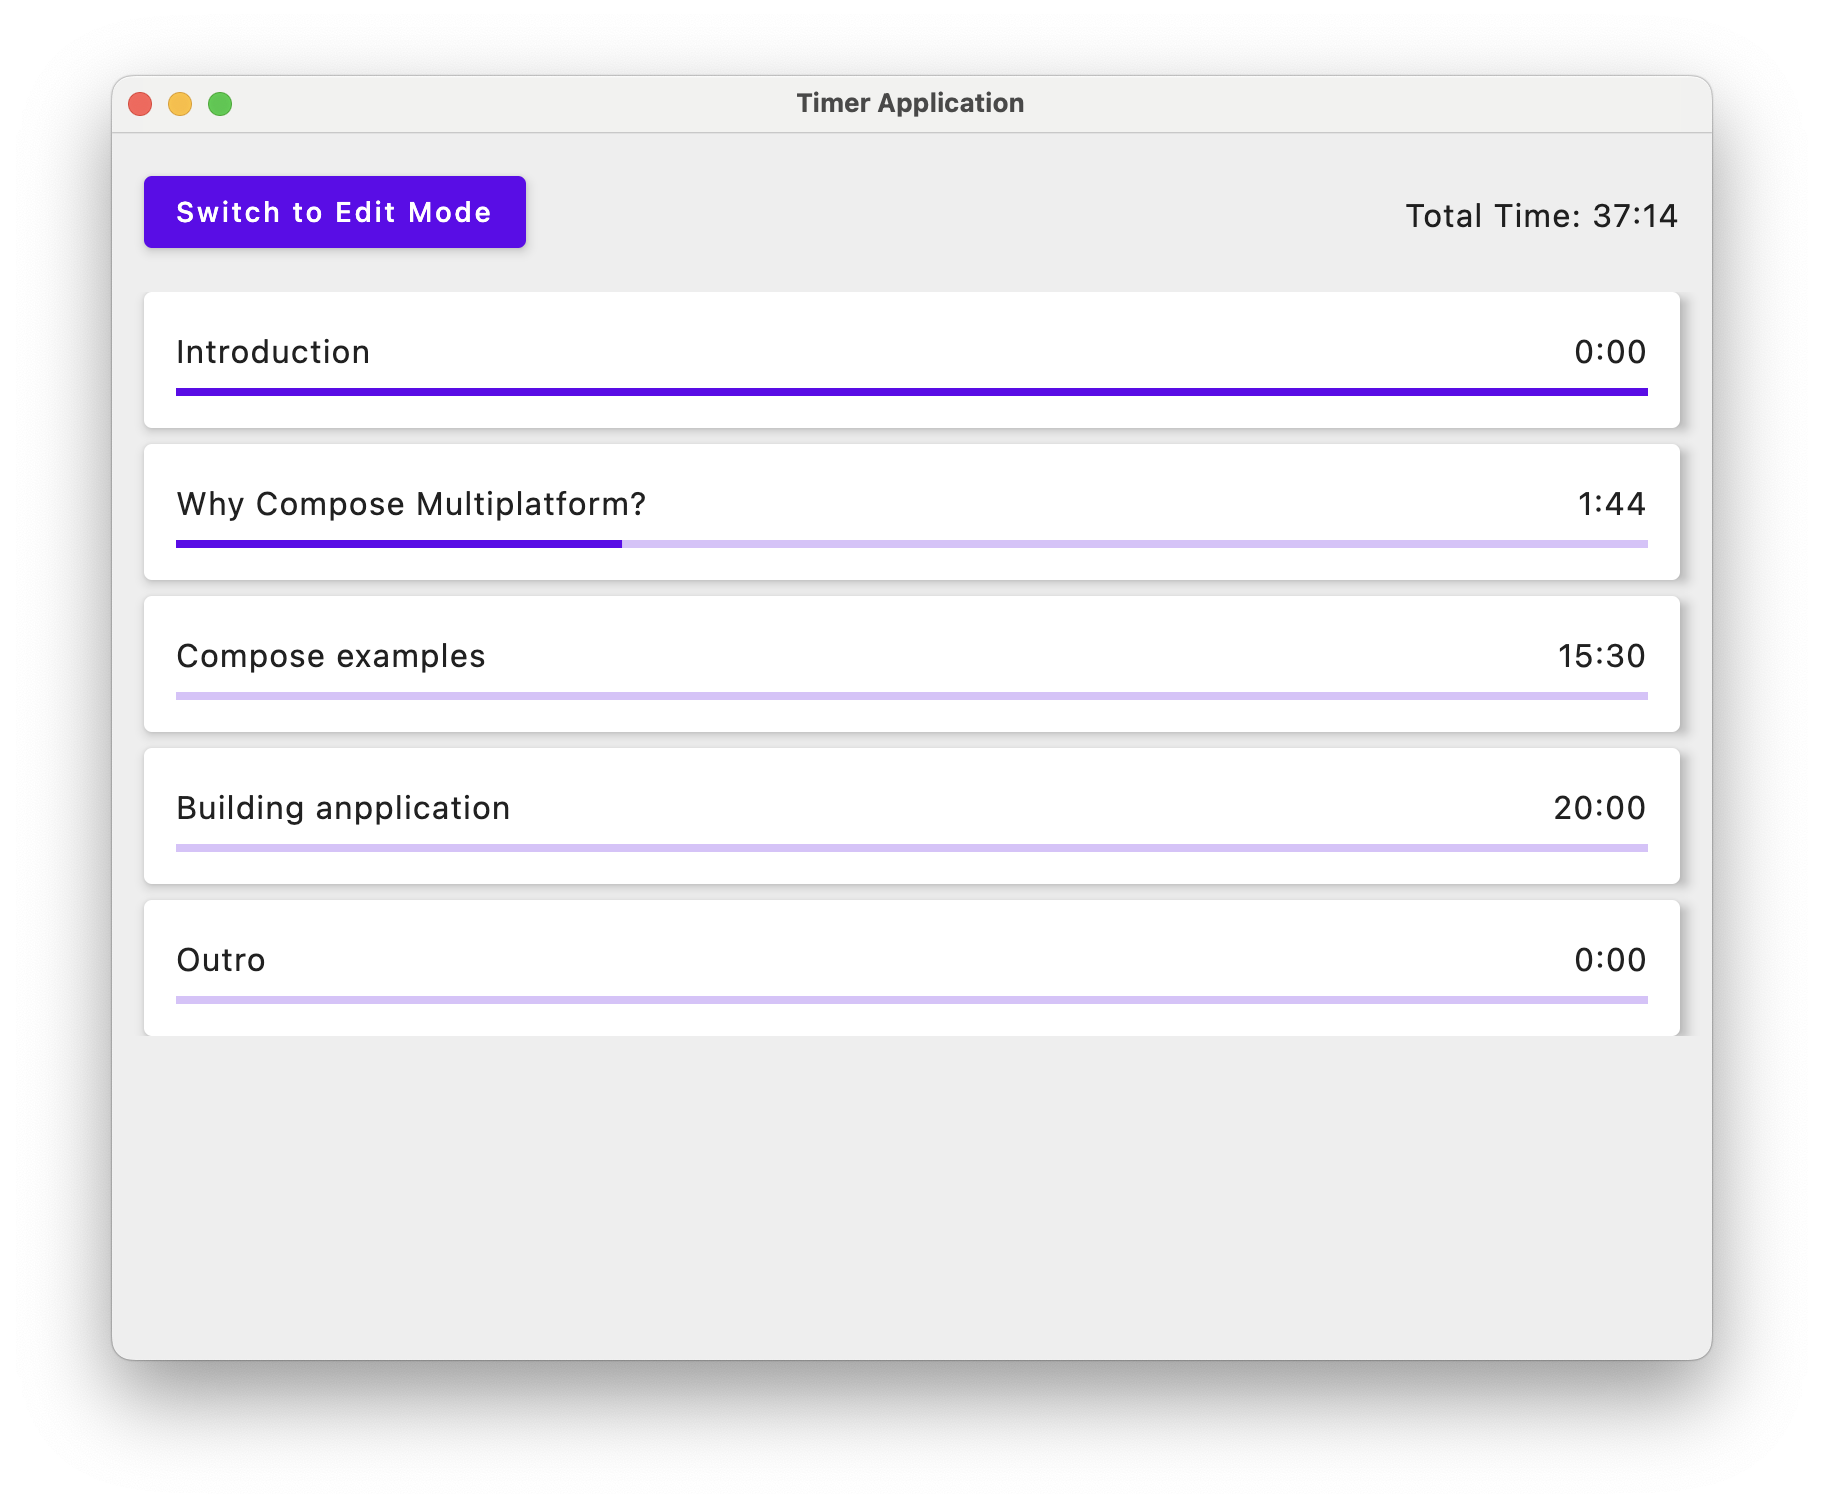 Timer Application
Switch to Edit Mode
Total Time: 37:14
Introduction 0:00
Why Compose Multiplatform? 1:44
Compose examples 15:30
Building anpplication 20:00
Outro 0:00